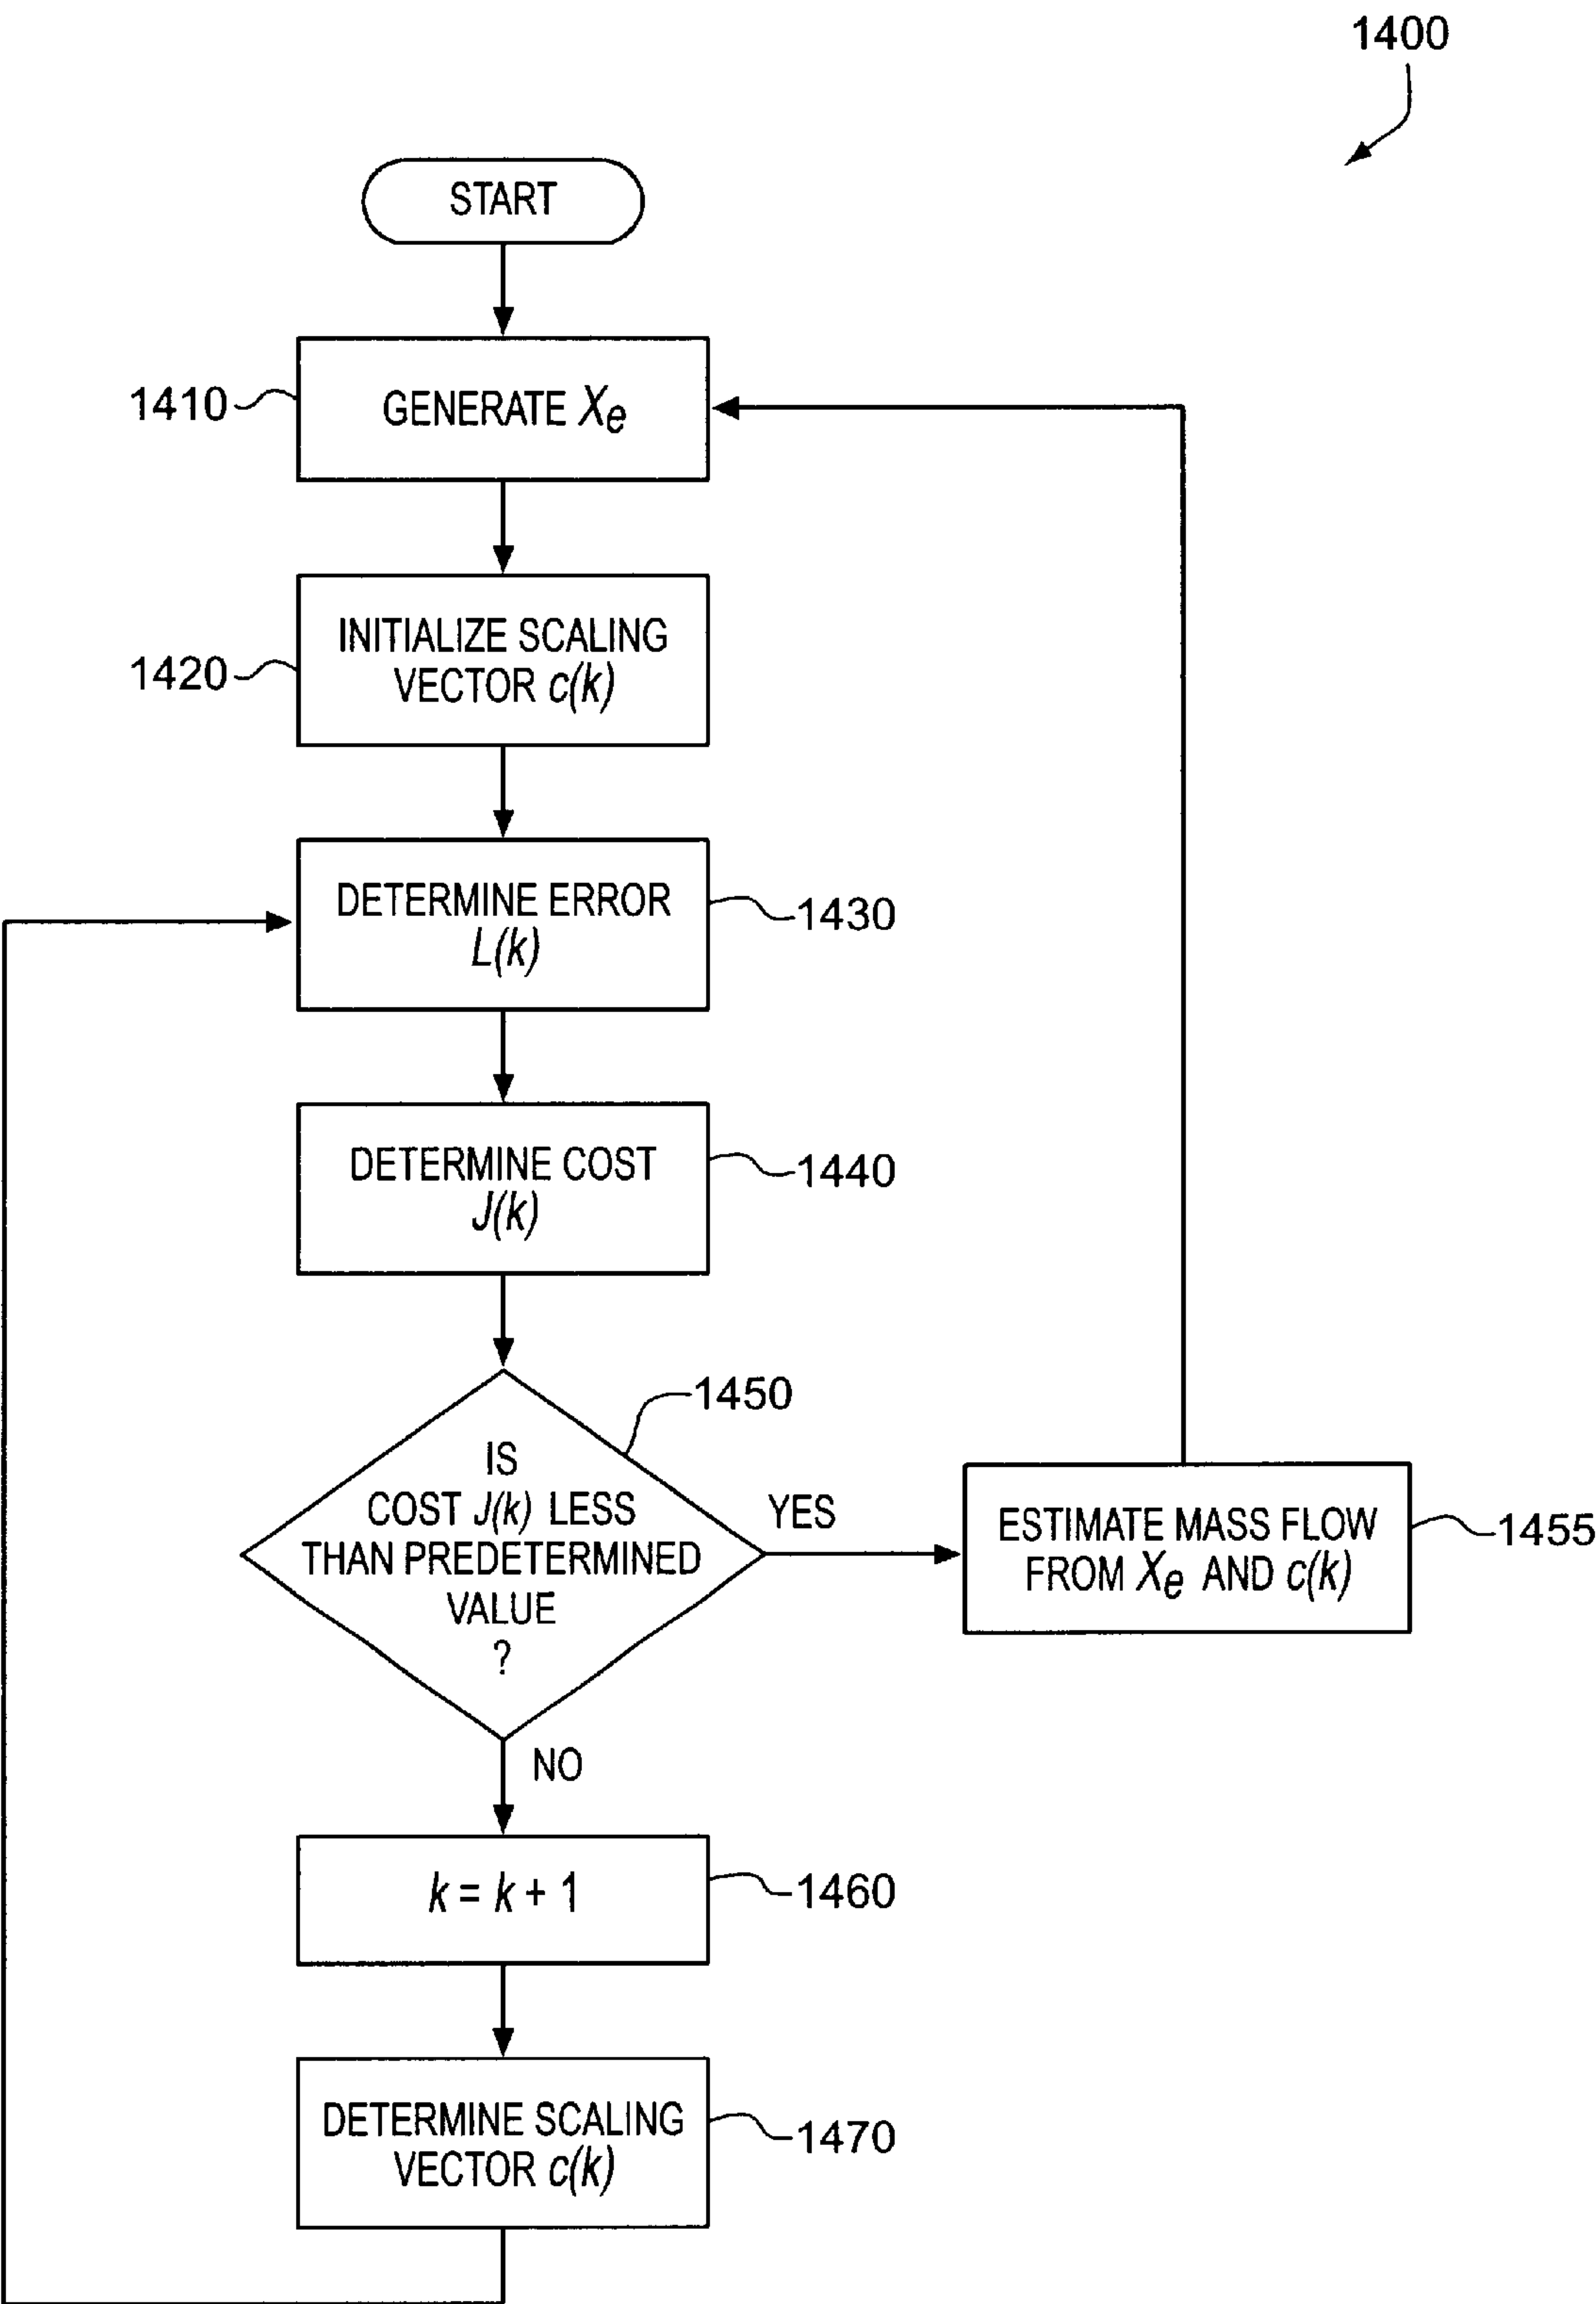 1400
START
1410
GENERATE Xe
INITIALIZE SCALING
VECTOR c(k)
1420
DETERMINE ERROR
L(k)
1430
DETERMINE COST
J(k)
1440
1450
IS
COST J(k) LESS
THAN PREDETERMINED
VALUE
?
YES
ESTIMATE MASS FLOW
FROM Xe AND c(k)
1455
NO
k = k + 1
1460
DETERMINE SCALING
VECTOR c(k)
1470